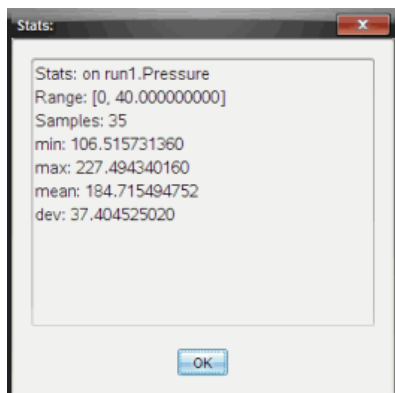 Stats:
Stats: on run1.Pressure
Range: [0, 40.000000000]
Samples: 35
min: 106.515731360
max: 227.494340160
mean: 184.715494752
dev: 37.404525020
OK